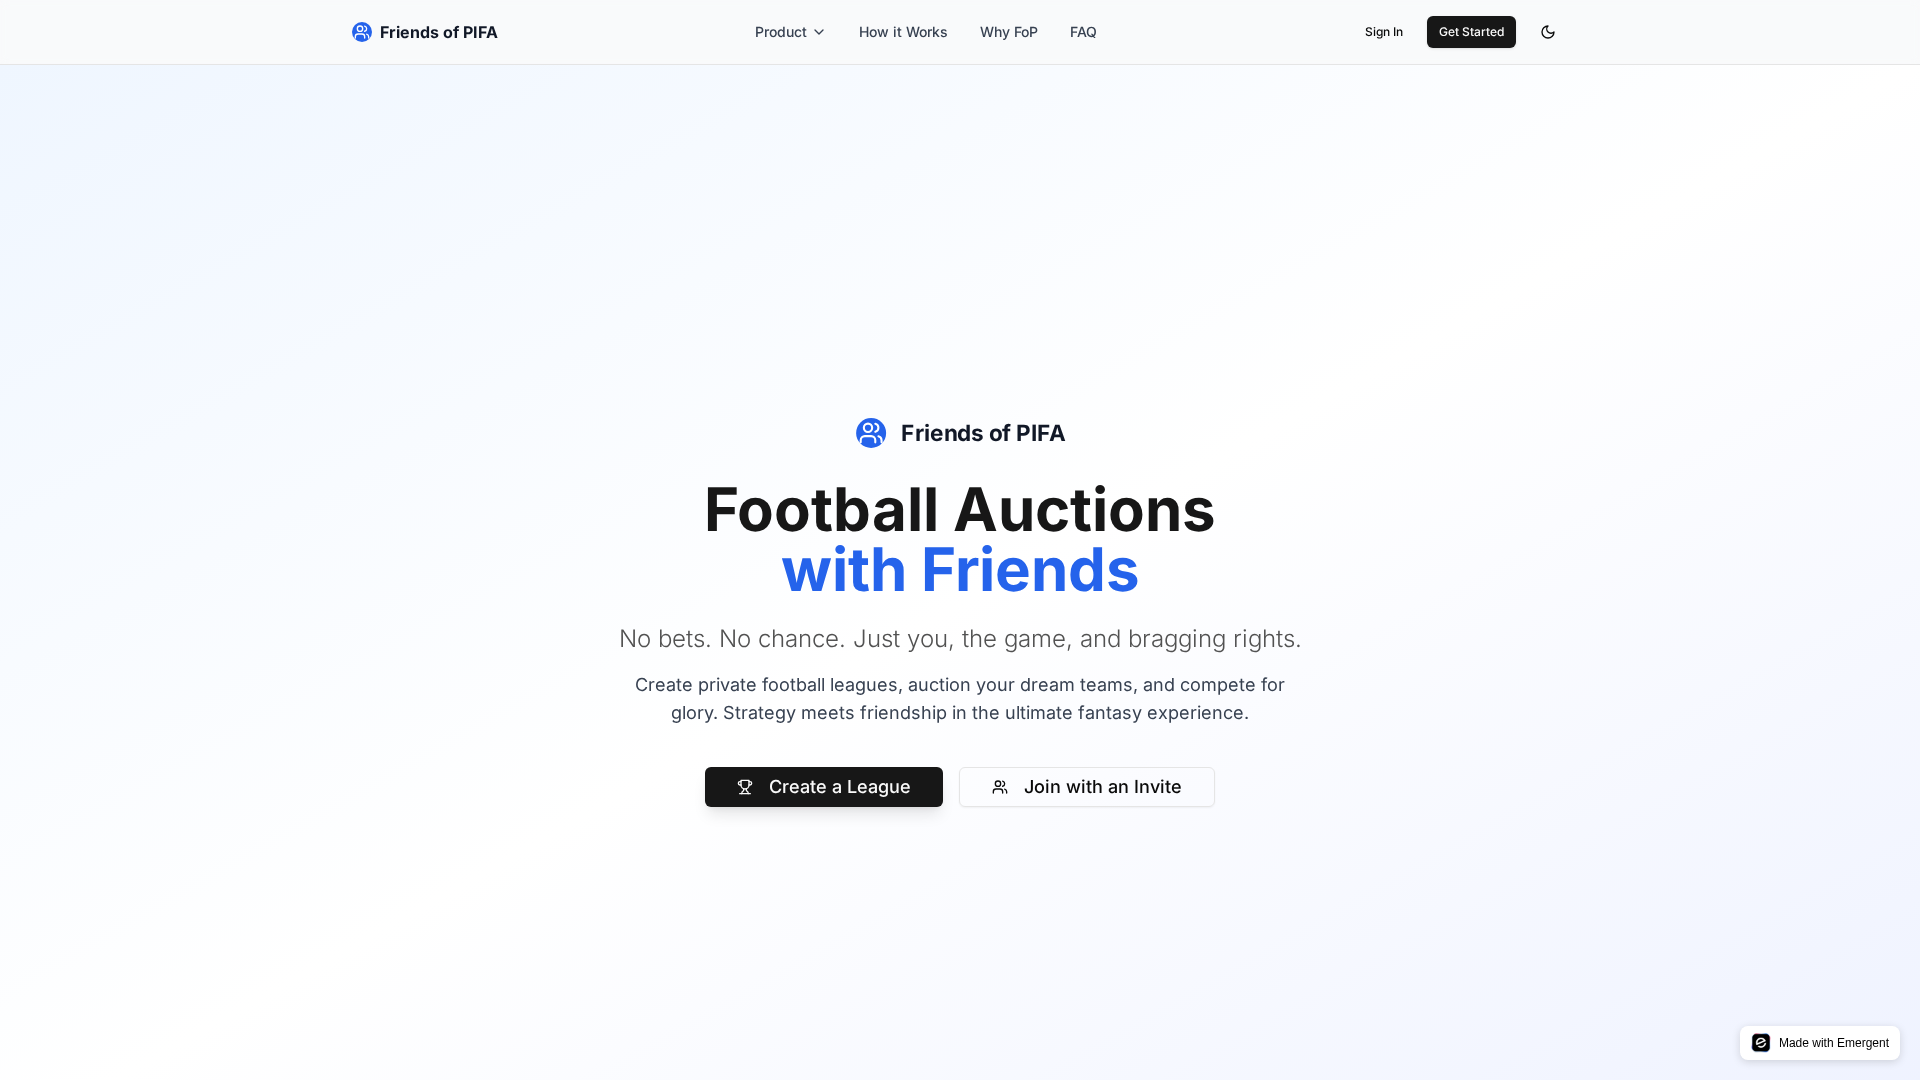 Friends of PIFA
Product
How it Works
Why FoP
FAQ
Sign In
Get Started
Friends of PIFA
Football Auctions
with Friends
No bets. No chance. Just you, the game, and bragging rights.
Create private football leagues, auction your dream teams, and compete for
glory. Strategy meets friendship in the ultimate fantasy experience.
Create a League
Join with an Invite
Made with Emergent